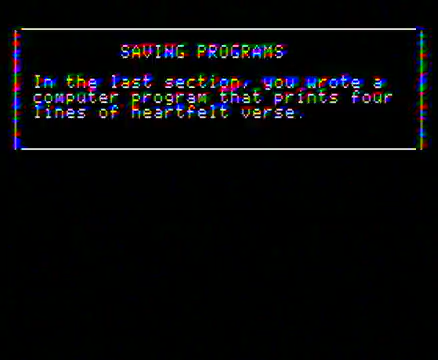 SAVING PROGRAMS
In the last section, you wrote a
computer program that prints four
lines of heartfelt verse.